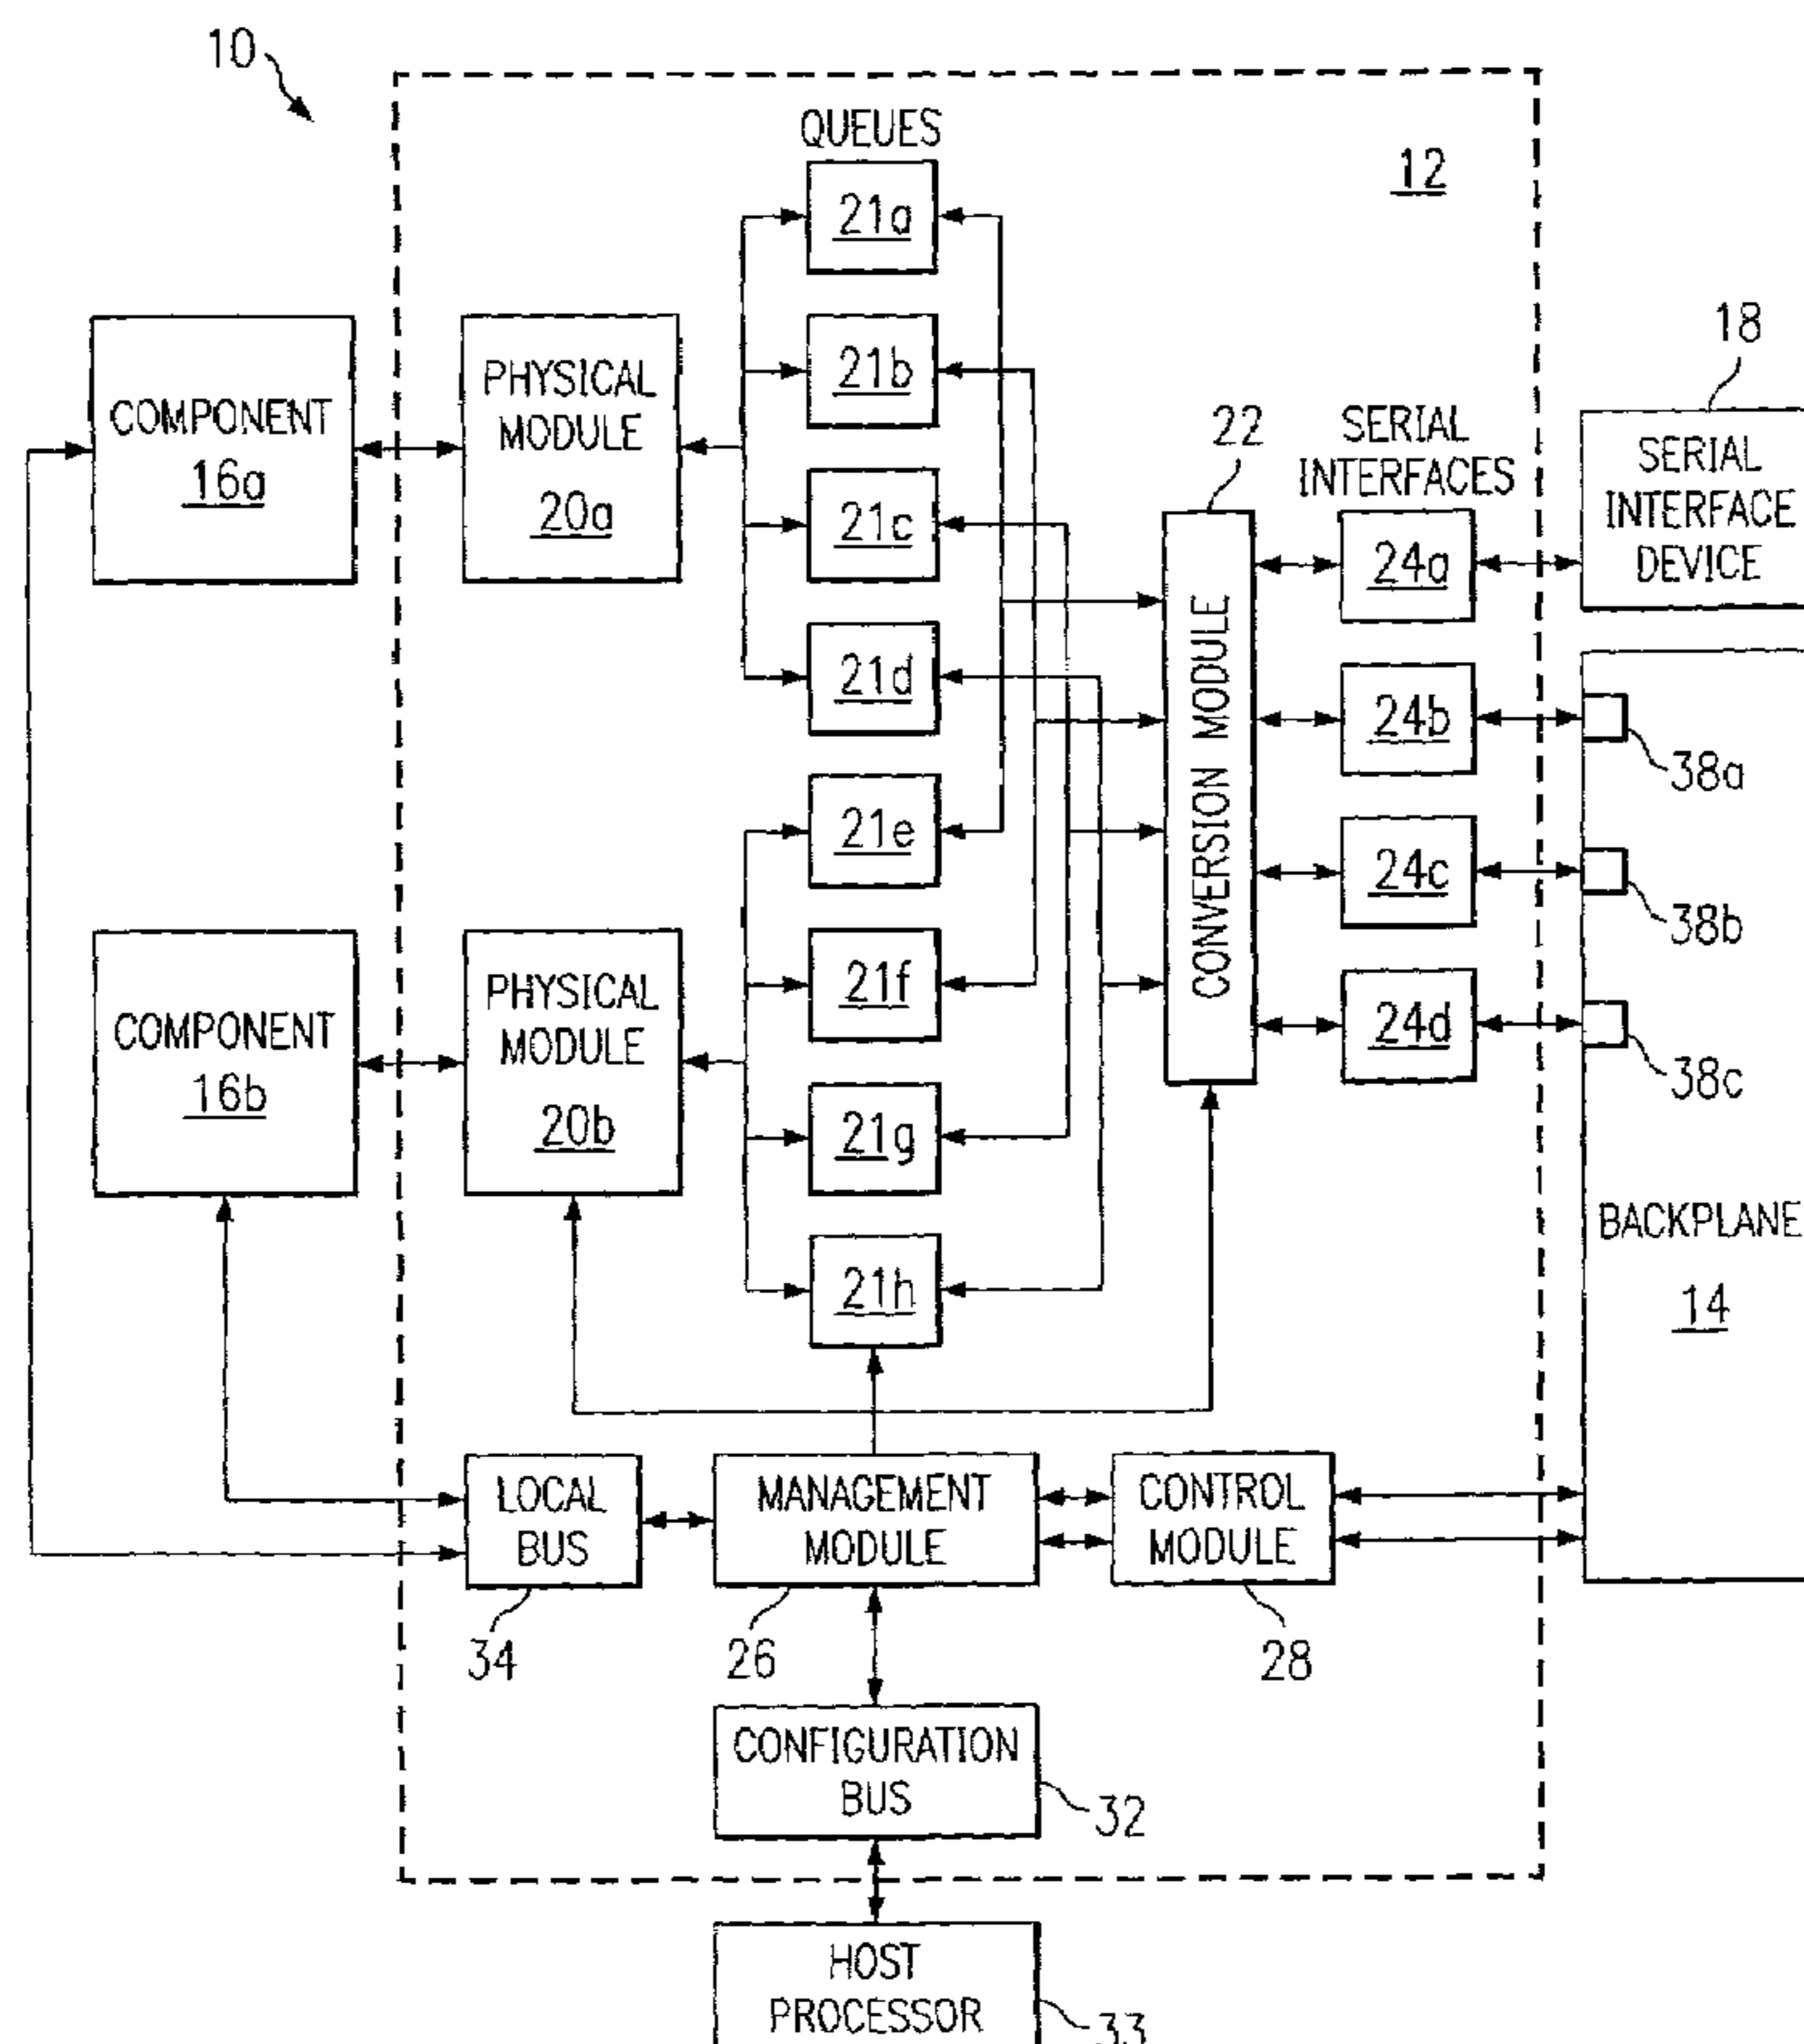 10
QUEUES
12
21a
21b
21c
21d
21e
21f
21g
21h
COMPONENT
16a
PHYSICAL
MODULE
20a
COMPONENT
16b
PHYSICAL
MODULE
20b
22
CONVERSION MODULE
SERIAL
INTERFACES
24a
24b
24c
24d
18
SERIAL
INTERFACE
DEVICE
38a
38b
38c
BACKPLANE
14
LOCAL
BUS
34
MANAGEMENT
MODULE
26
CONTROL
MODULE
28
CONFIGURATION
BUS
32
HOST
PROCESSOR
33